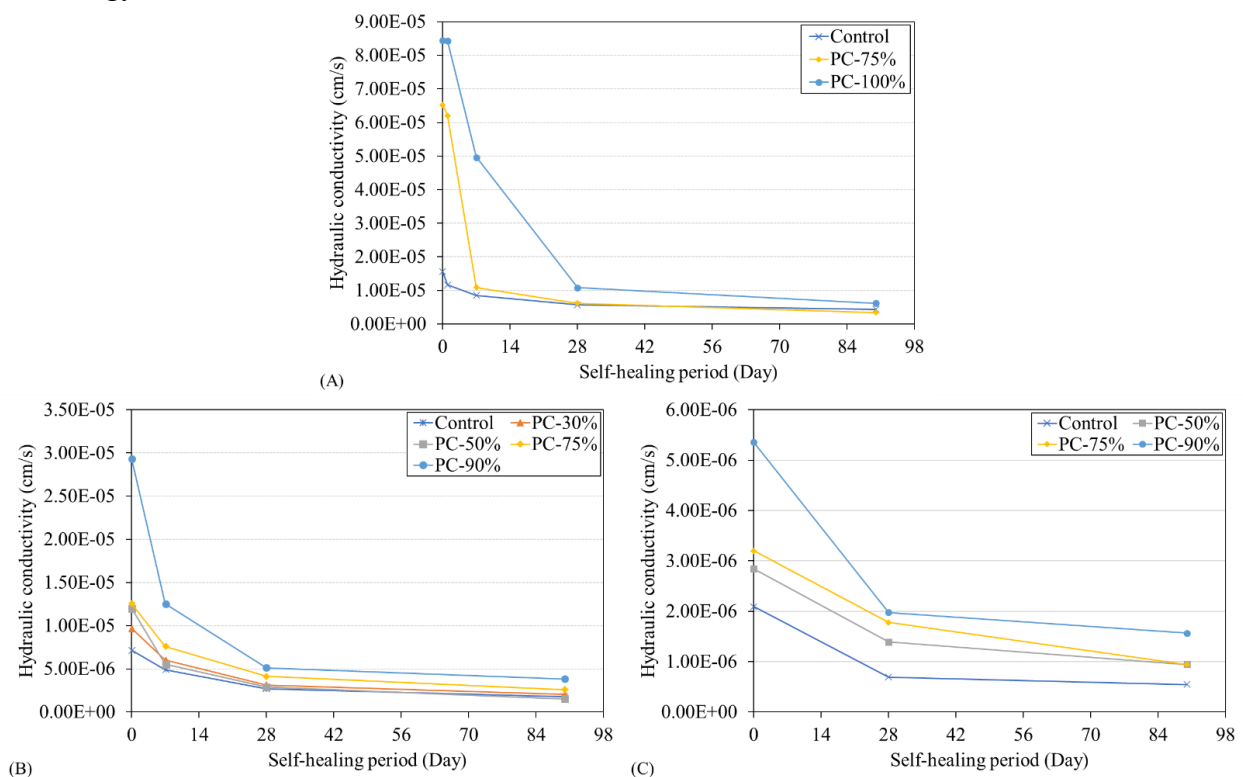 9.00E-05
8.00E-05
7.00E-05
6.00E-05
5.00E-05
4.00E-05
3.00E-05
2.00E-05
1.00E-05
0.00E+00
Hydraulic conductivity (cm/s)
Control
PC-75%
PC-100%
0 14 28 42 56 70 84 98
Self-healing period (Day)
(A)
3.50E-05
3.00E-05
2.50E-05
2.00E-05
1.50E-05
1.00E-05
5.00E-06
0.00E+00
Hydraulic conductivity (cm/s)
Control PC-30%
PC-50% PC-75%
PC-90%
0 14 28 42 56 70 84 98
Self-healing period (Day)
(B)
6.00E-06
5.00E-06
4.00E-06
3.00E-06
2.00E-06
1.00E-06
0.00E+00
Hydraulic conductivity (cm/s)
Control PC-50%
PC-75% PC-90%
0 14 28 42 56 70 84 98
Self-healing period (Day)
(C)